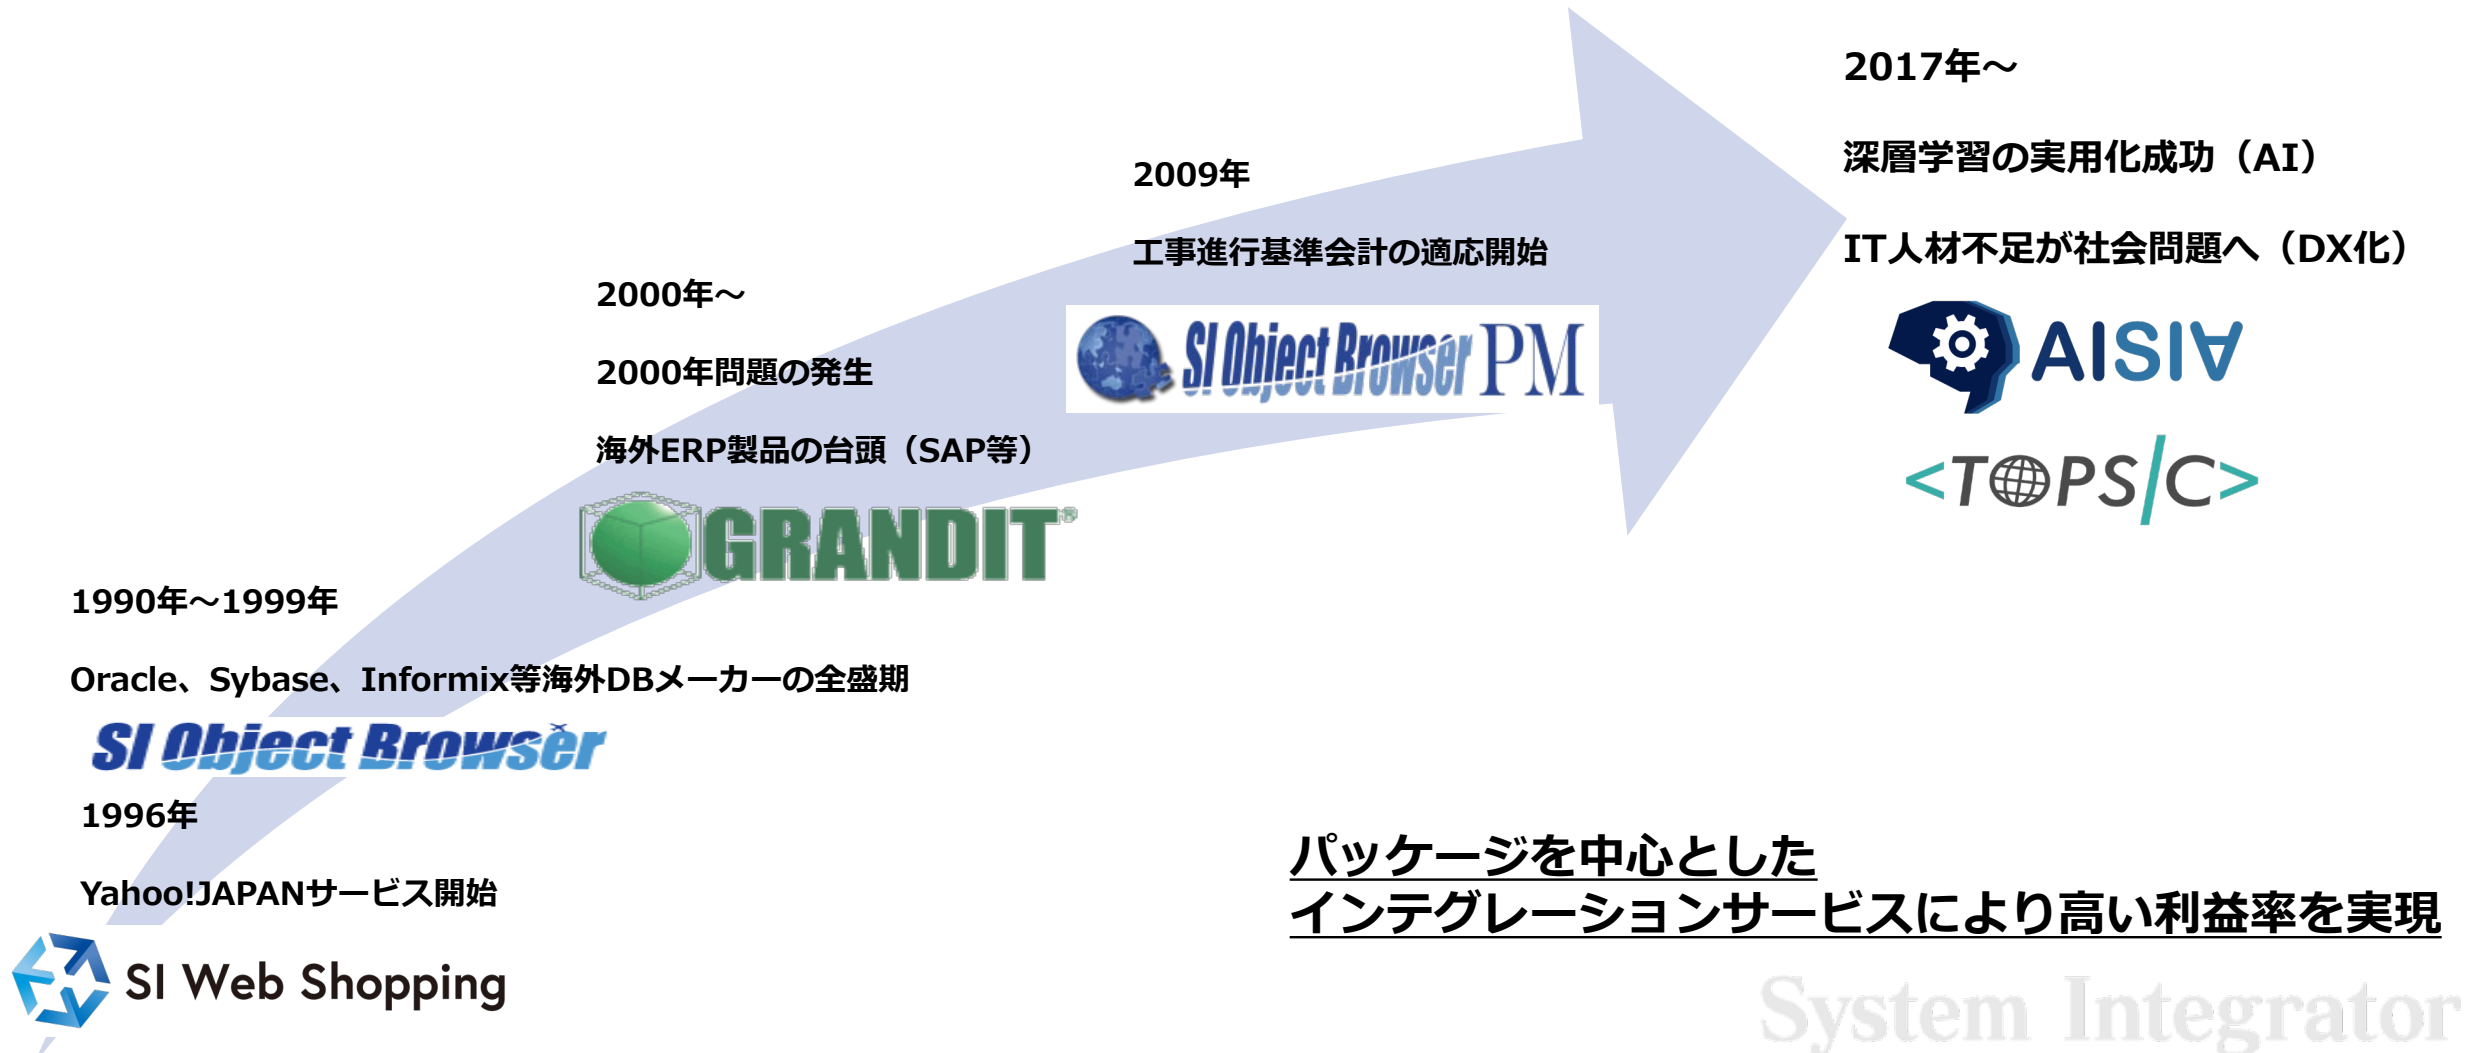 2017年～
深層学習の実用化成功（AI）
IT人材不足が社会問題へ（DX化）
AISI∀
<TOPS/C>
2009年
工事進行基準会計の適応開始
SI Object Browser PM
2000年～
2000年問題の発生
海外ERP製品の台頭（SAP等）
GRANDIT®
1990年～1999年
Oracle、Sybase、Informix等海外DBメーカーの全盛期
SI Object Browser
1996年
Yahoo!JAPANサービス開始
SI Web Shopping
パッケージを中心とした
インテグレーションサービスにより高い利益率を実現
System Integrator